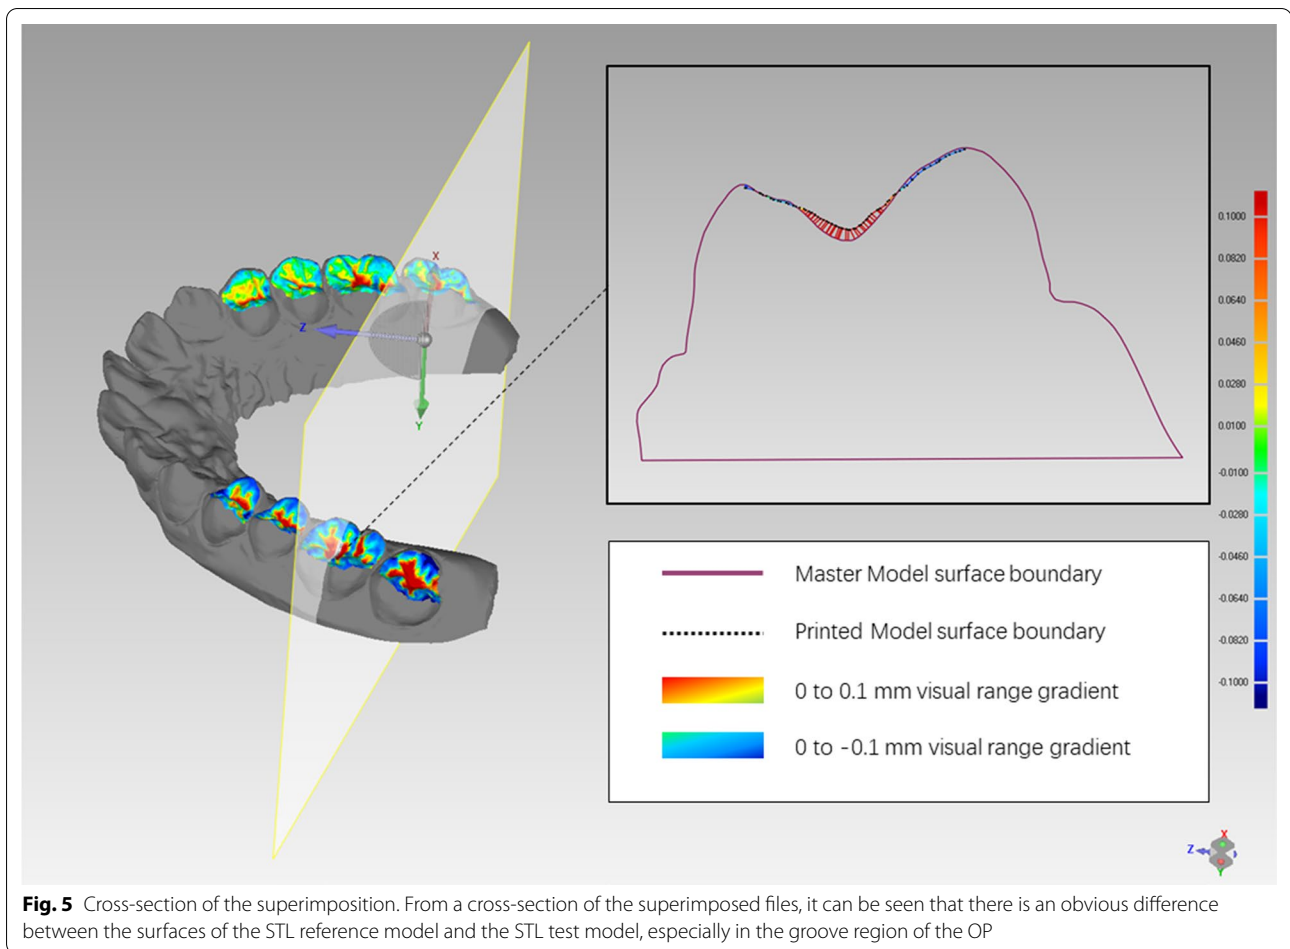 X
Z
Y
0.1000
0.0820
0.0640
0.0460
0.0280
0.0100
-0.0100
-0.0280
-0.0460
-0.0640
-0.0820
-0.1000
Master Model surface boundary
Printed Model surface boundary
0 to 0.1 mm visual range gradient
0 to -0.1 mm visual range gradient
X
Z
Y
Fig. 5 Cross-section of the superimposition. From a cross-section of the superimposed files, it can be seen that there is an obvious difference
between the surfaces of the STL reference model and the STL test model, especially in the groove region of the OP